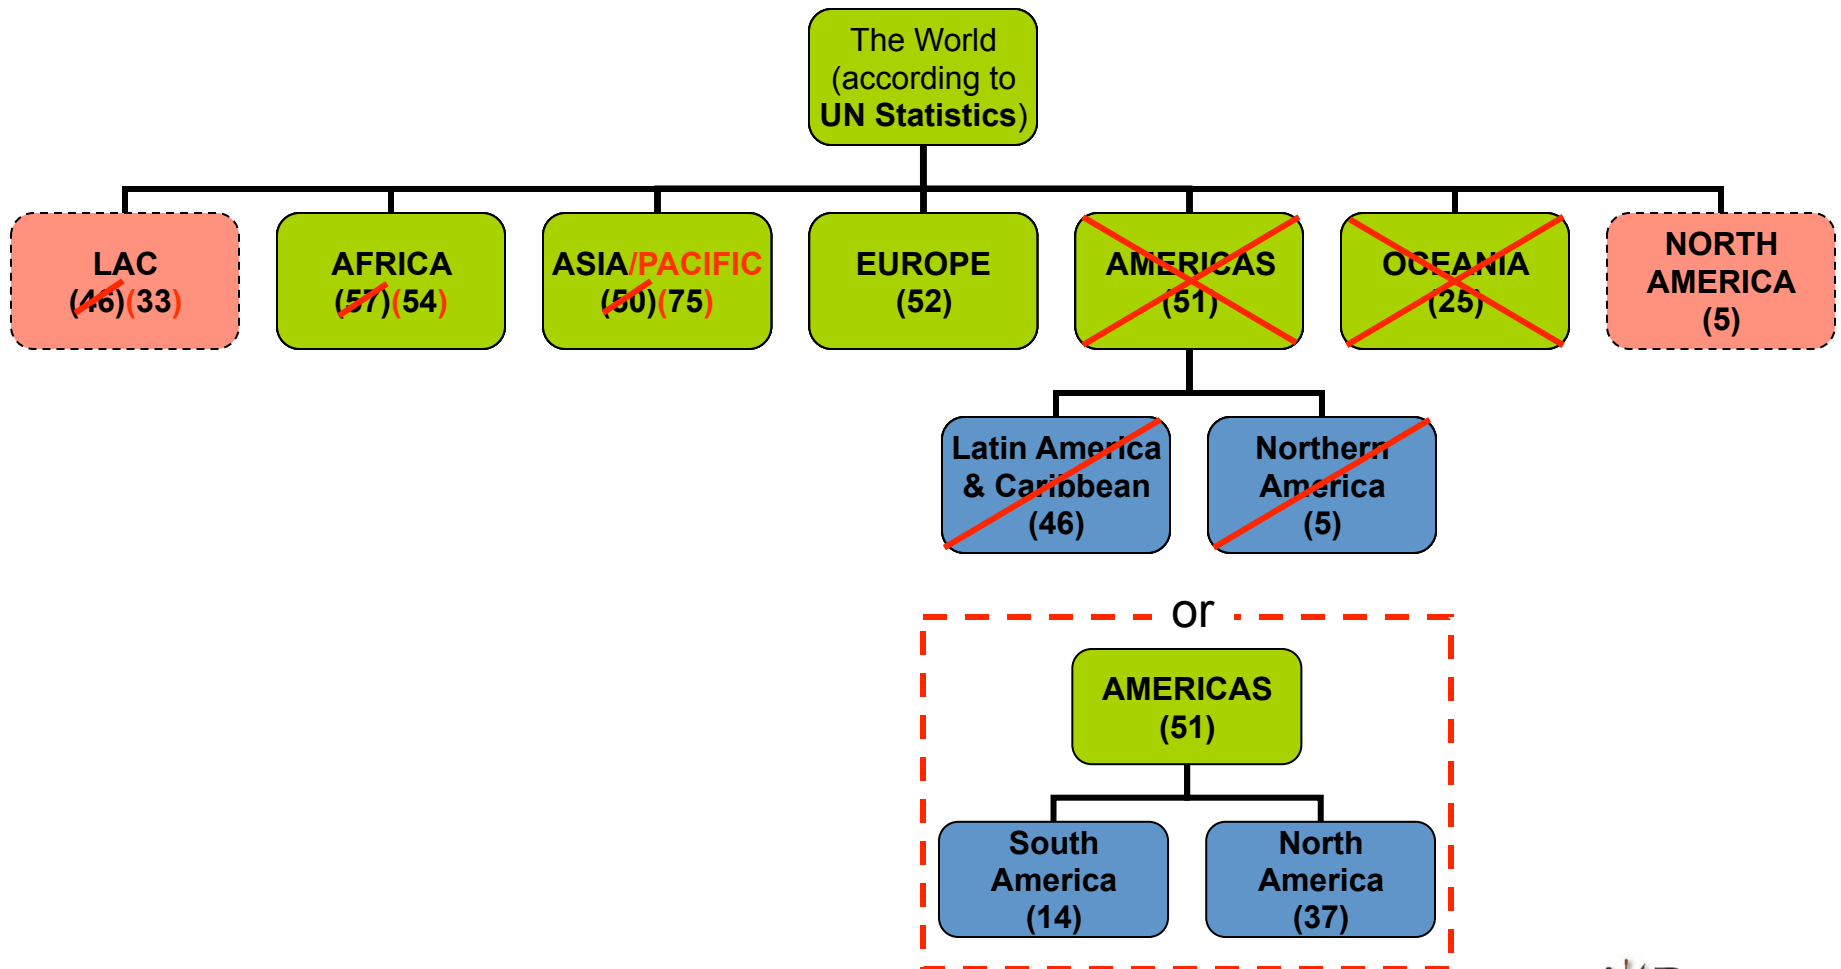 The World
(according to
UN Statistics)
LAC
(46)(33)
AFRICA
(57)(54)
ASIA/PACIFIC
(50)(75)
EUROPE
(52)
AMERICAS
(51)
OCEANIA
(25)
NORTH
AMERICA
(5)
Latin America
& Caribbean
(46)
Northern
America
(5)
or
AMERICAS
(51)
South
America
(14)
North
America
(37)